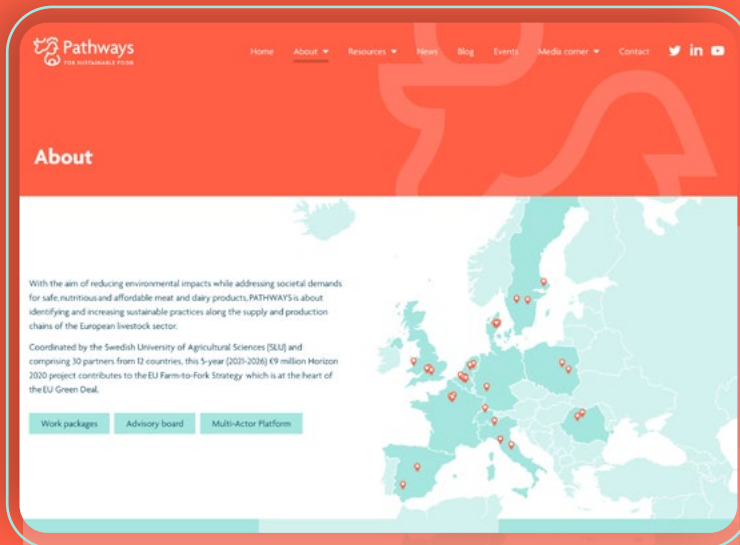 Pathways
FOR SUSTAINABLE FOOD
Home About Resources News Blog Events Media corner Contact
About
With the aim of reducing environmental impacts while addressing societal demands
for safe, nutritious and affordable meat and dairy products, PATHWAYS is about
identifying and increasing sustainable practices along the supply and production
chains of the European livestock sector.
Coordinated by the Swedish University of Agricultural Sciences (SLU) and
comprising 30 partners from 12 countries, this 5-year (2021-2026) €9 million Horizon
2020 project contributes to the EU Farm-to-Fork Strategy which is at the heart of
the EU Green Deal.
Work packages Advisory board Multi-Actor Platform